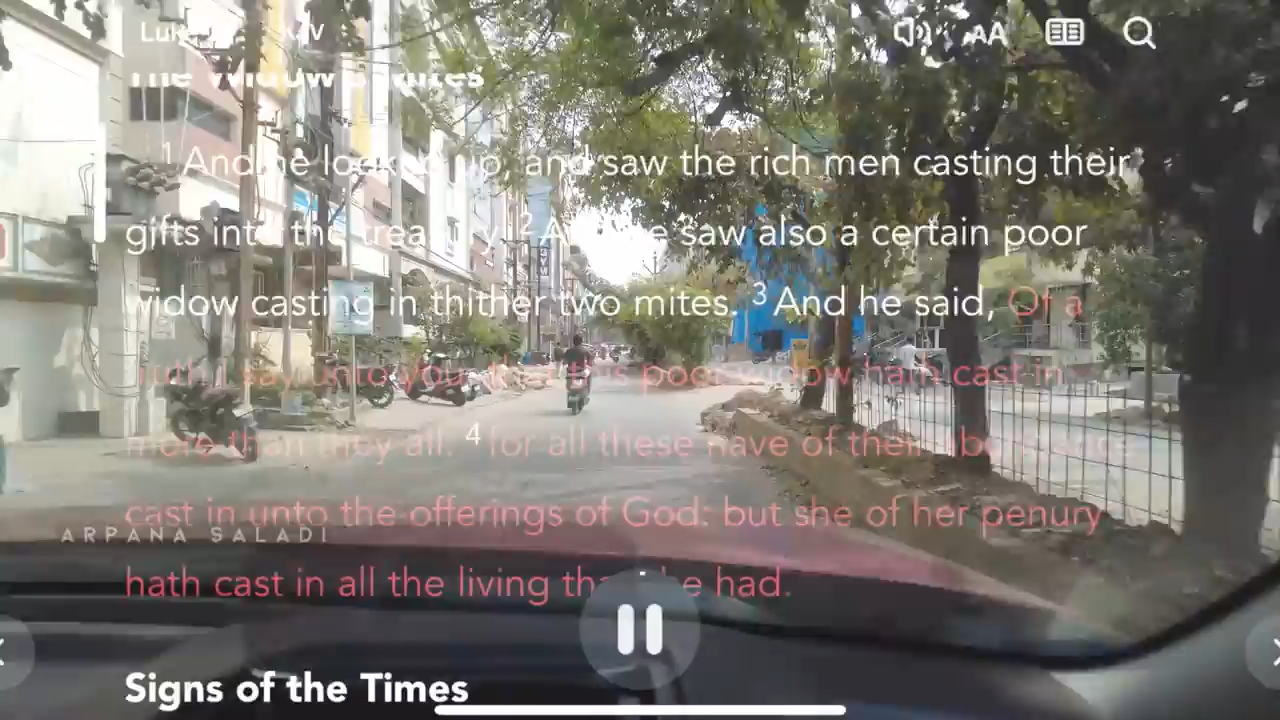 AA
The Widow's Mites
1 And he looked up, and saw the rich men casting their
gifts into the treasury. 2 And he saw also a certain poor
widow casting in thither two mites. 3 And he said, Of a
truth I say unto you, that this poor widow hath cast in
more than they all: 4 for all these have of their abundance
cast in unto the offerings of God: but she of her penury
hath cast in all the living that she had.
ARPANA SALADI
Signs of the Times